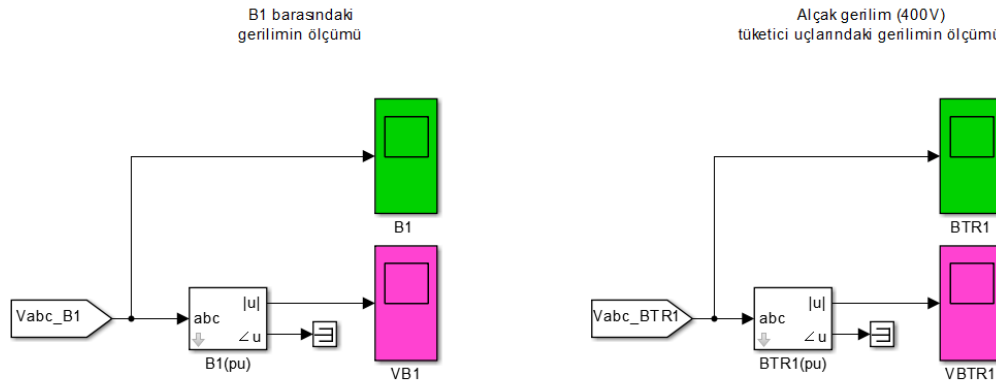 B1 barasındaki
gerilimin ölçümü
Alçak gerilim (400V)
tüketici uçlarındaki gerilimin ölçümü
B1
BTR1
Vabc_B1
abc
|u|
∠u
B1(pu)
VB1
Vabc_BTR1
abc
|u|
∠u
BTR1(pu)
VBTR1